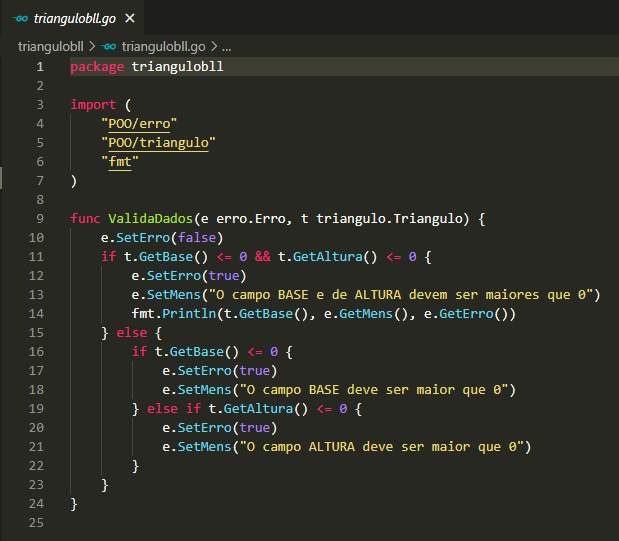 triangulobll.go ×
triangulobll > triangulobll.go > ...
1 package triangulobll
2
3 import (
4     "POO/erro"
5     "POO/triangulo"
6     "fmt"
7 )
8
9 func ValidaDados(e erro.Erro, t triangulo.Triangulo) {
10     e.SetErro(false)
11     if t.GetBase() <= 0 && t.GetAltura() <= 0 {
12         e.SetErro(true)
13         e.SetMens("O campo BASE e de ALTURA devem ser maiores que 0")
14         fmt.Println(t.GetBase(), e.GetMens(), e.GetErro())
15     } else {
16         if t.GetBase() <= 0 {
17             e.SetErro(true)
18             e.SetMens("O campo BASE deve ser maior que 0")
19         } else if t.GetAltura() <= 0 {
20             e.SetErro(true)
21             e.SetMens("O campo ALTURA deve ser maior que 0")
22         }
23     }
24 }
25